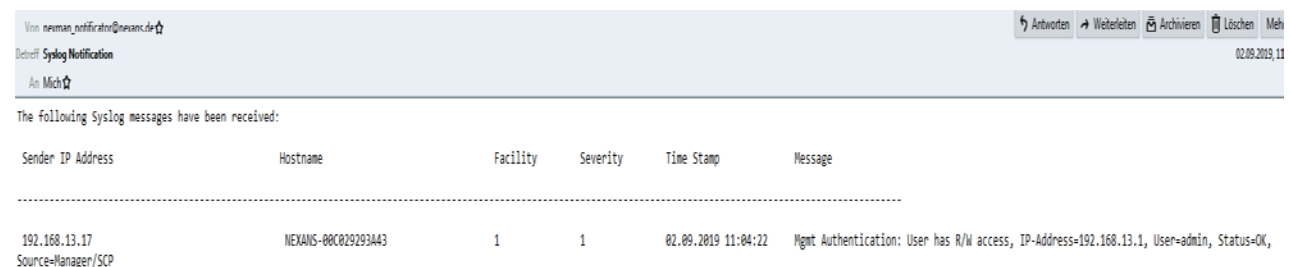 Von nexman_notificator@nexans.de
Antworten Weiterleiten Archivieren Löschen Meh
Betreff Syslog Notification
02.09.2019, 11
An Mich
The following Syslog messages have been received:
Sender IP Address Hostname Facility Severity Time Stamp Message
---------------------------------------------------------------------------------------------------------------------------------------------------------------------
192.168.13.17 NEXANS-00C029293A43 1 1 02.09.2019 11:04:22 Mgmt Authentication: User has R/W access, IP-Address=192.168.13.1, User=admin, Status=OK,
Source=Manager/SCP